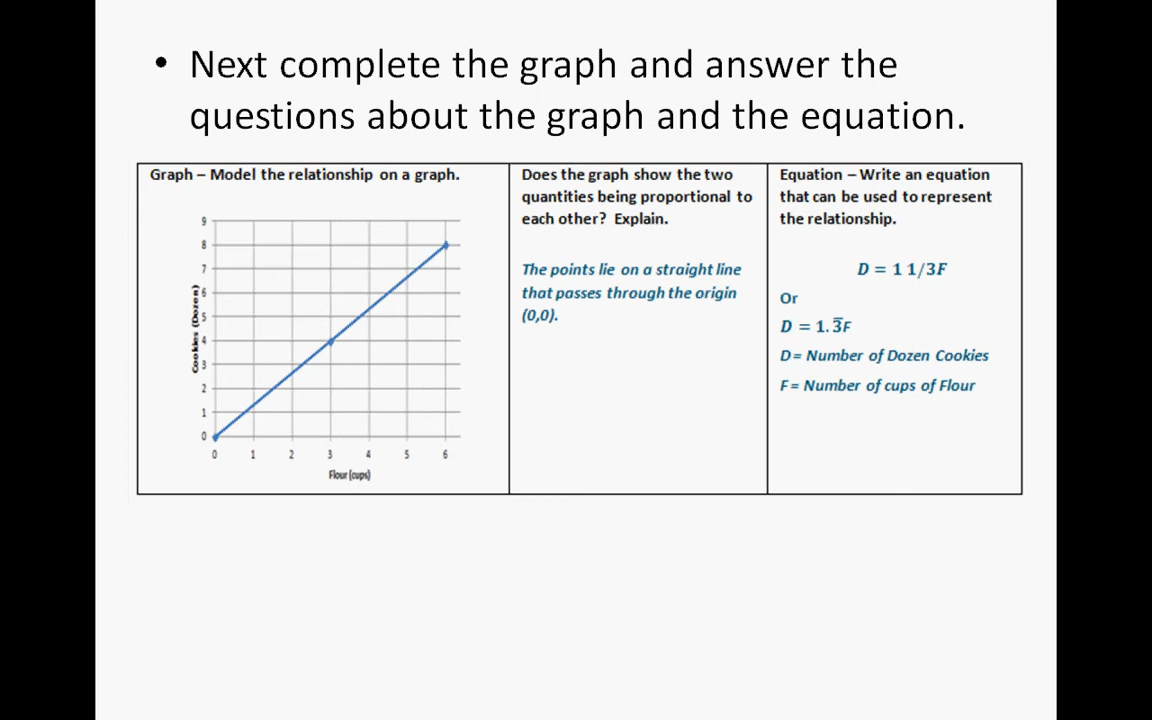 • Next complete the graph and answer the
questions about the graph and the equation.
Graph – Model the relationship on a graph.
9
8
7
6
5
4
3
2
1
0
Cookies (Dozen)
0 1 2 3 4 5 6
Flour (cups)
Does the graph show the two
quantities being proportional to
each other? Explain.
The points lie on a straight line
that passes through the origin
(0,0).
Equation – Write an equation
that can be used to represent
the relationship.
D = 1 1/3F
Or
D = 1.3̅F
D= Number of Dozen Cookies
F= Number of cups of Flour